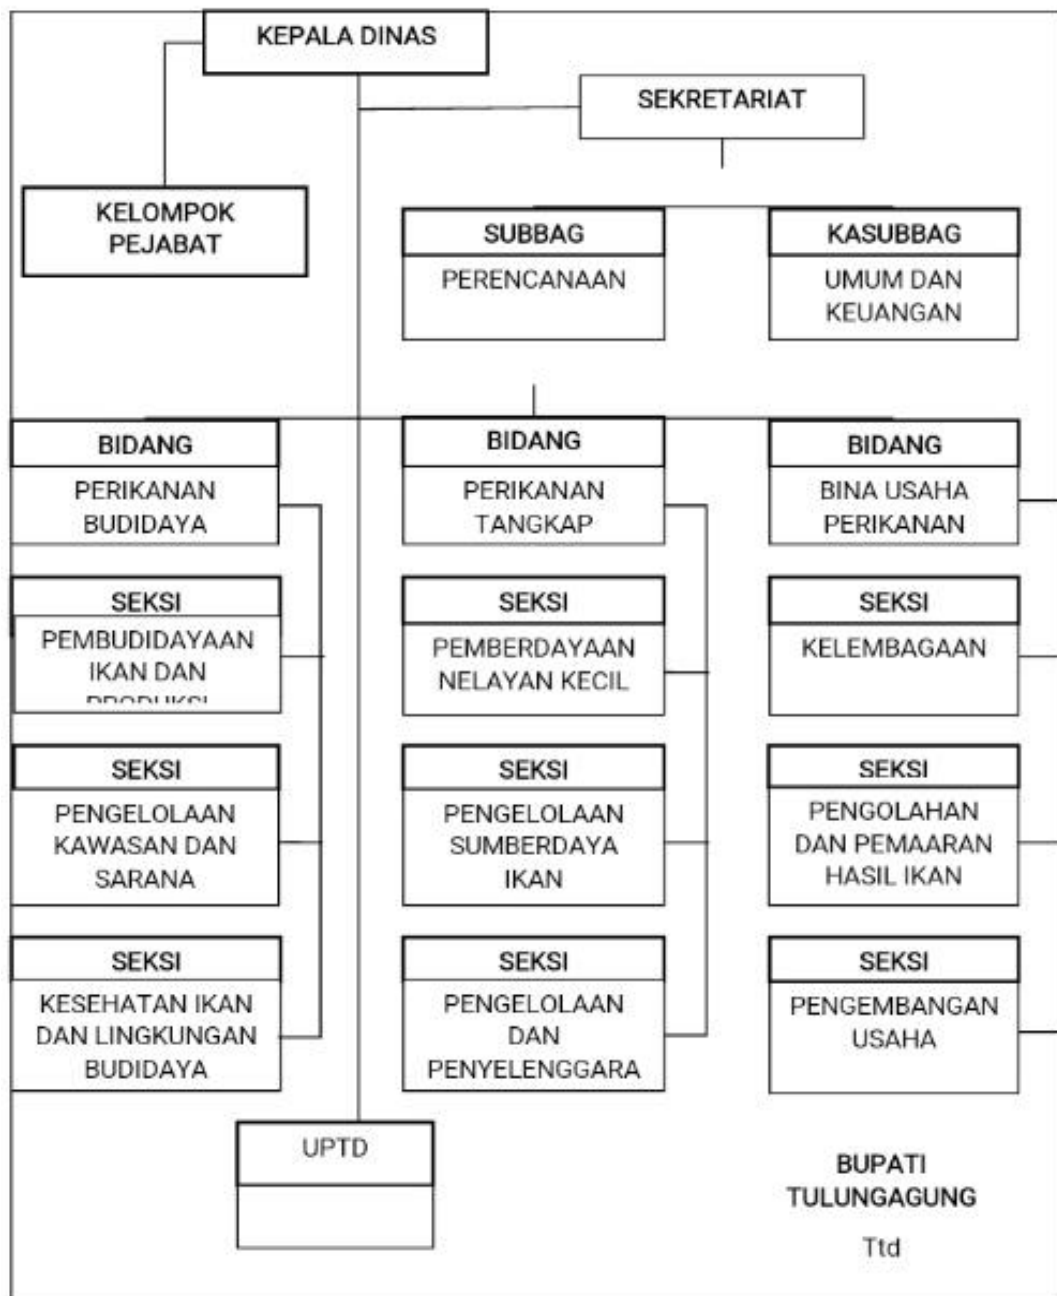 KEPALA DINAS
SEKRETARIAT
KELOMPOK
PEJABAT
SUBBAG
PERENCANAAN
KASUBBAG
UMUM DAN
KEUANGAN
BIDANG
PERIKANAN
BUDIDAYA
BIDANG
PERIKANAN
TANGKAP
BIDANG
BINA USAHA
PERIKANAN
SEKSI
PEMBUDIDAYAAN
IKAN DAN
PRODUKSI
SEKSI
PEMBERDAYAAN
NELAYAN KECIL
SEKSI
KELEMBAGAAN
SEKSI
PENGELOLAAN
KAWASAN DAN
SARANA
SEKSI
PENGELOLAAN
SUMBERDAYA
IKAN
SEKSI
PENGOLAHAN
DAN PEMAARAN
HASIL IKAN
SEKSI
KESEHATAN IKAN
DAN LINGKUNGAN
BUDIDAYA
SEKSI
PENGELOLAAN
DAN
PENYELENGGARA
SEKSI
PENGEMBANGAN
USAHA
UPTD
BUPATI
TULUNGAGUNG
Ttd